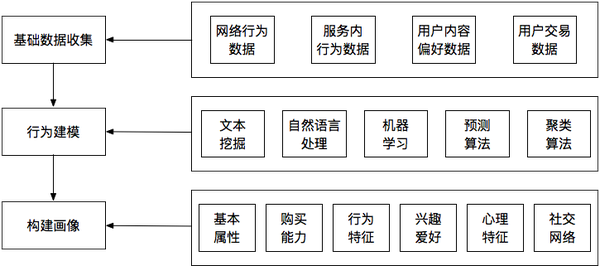 基础数据收集
网络行为
数据
服务内
行为数据
用户内容
偏好数据
用户交易
数据
行为建模
文本
挖掘
自然语言
处理
机器
学习
预测
算法
聚类
算法
构建画像
基本
属性
购买
能力
行为
特征
兴趣
爱好
心理
特征
社交
网络